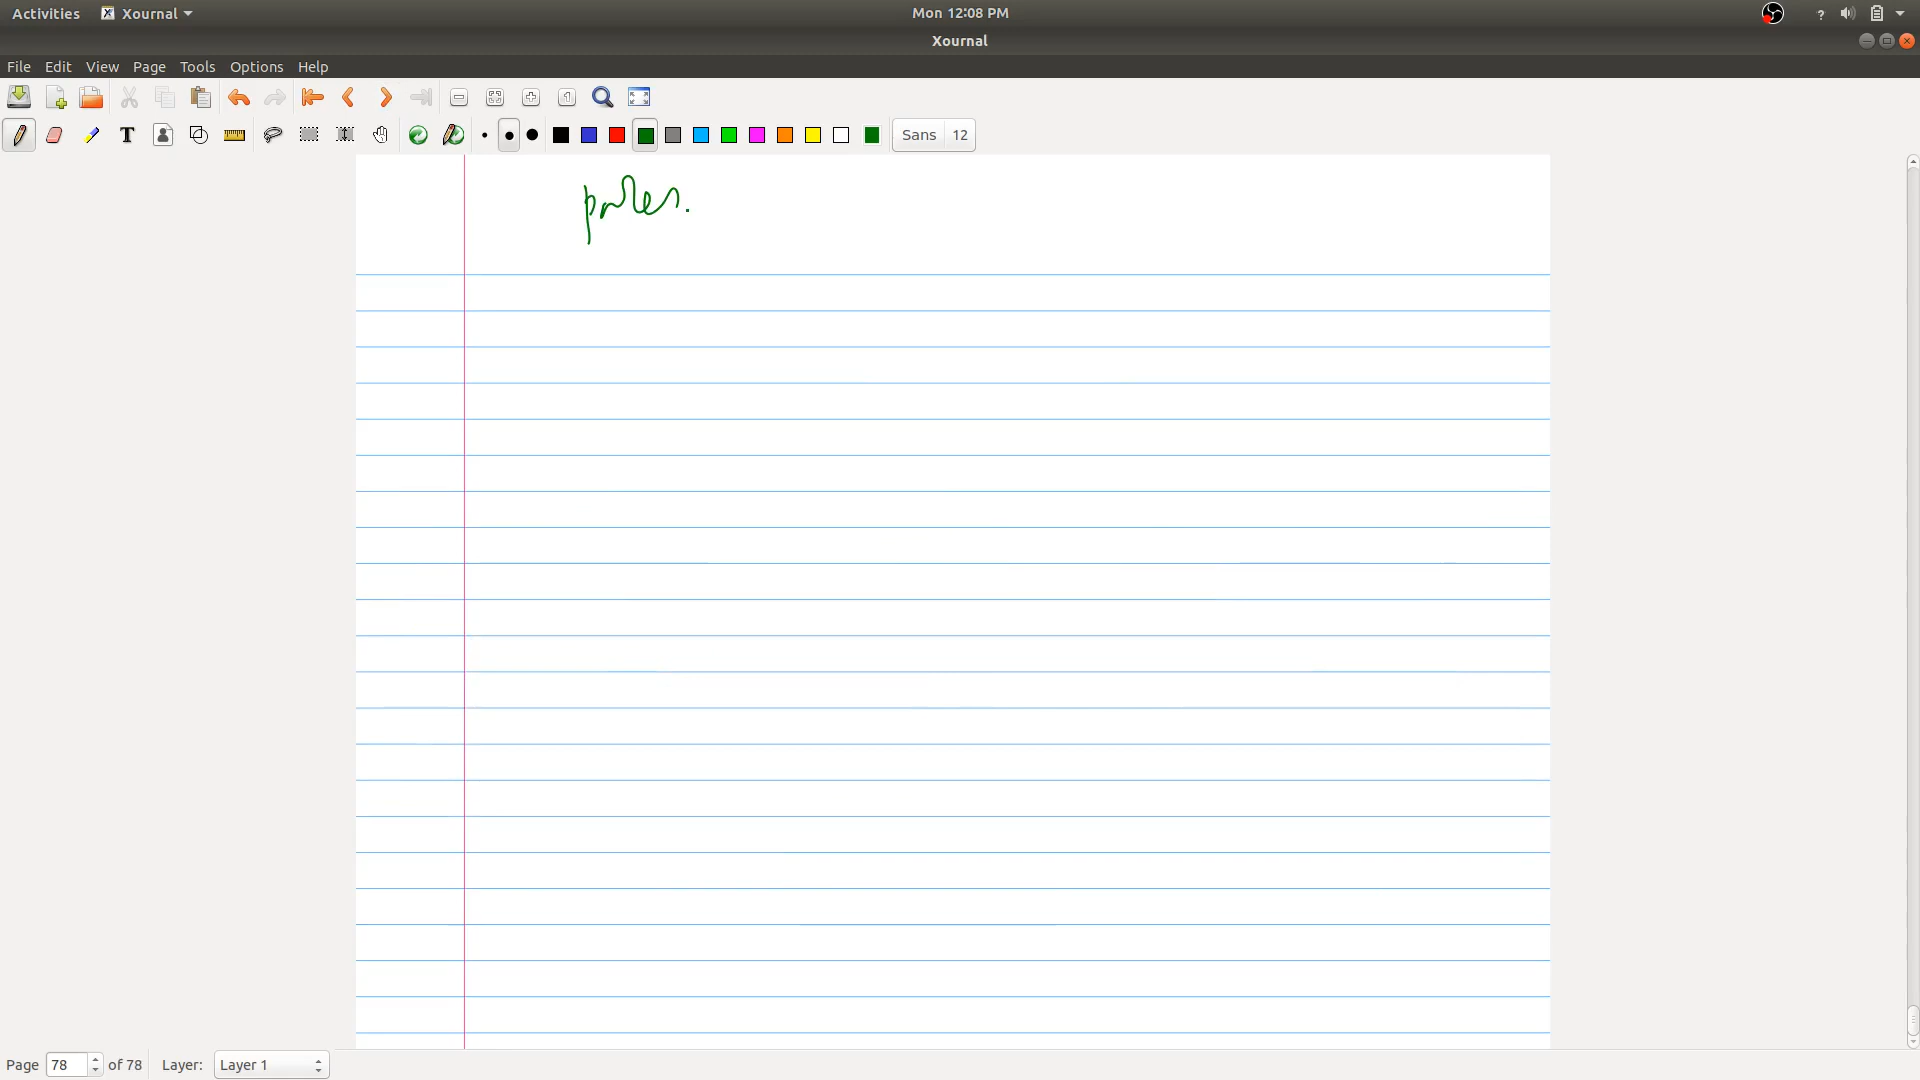 Activities Xournal Mon 12:08 PM ?
Xournal
File Edit View Page Tools Options Help
T Sans 12
poles.
Page 78 of 78 Layer: Layer 1